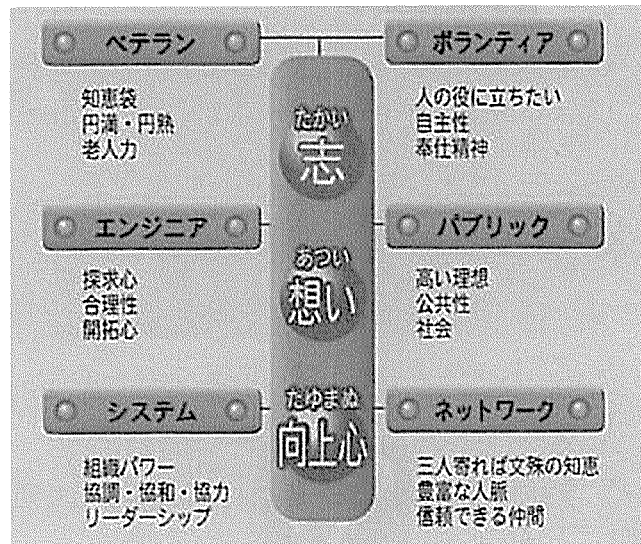 ベテラン
知恵袋
円満・円熟
老人力
ボランティア
人の役に立ちたい
自主性
奉仕精神
たかい
志
エンジニア
探求心
合理性
開拓心
パブリック
高い理想
公共性
社会
あつい
想い
システム
組織パワー
協調・協和・協力
リーダーシップ
ネットワーク
三人寄れば文殊の知恵
豊富な人脈
信頼できる仲間
たゆまぬ
向上心